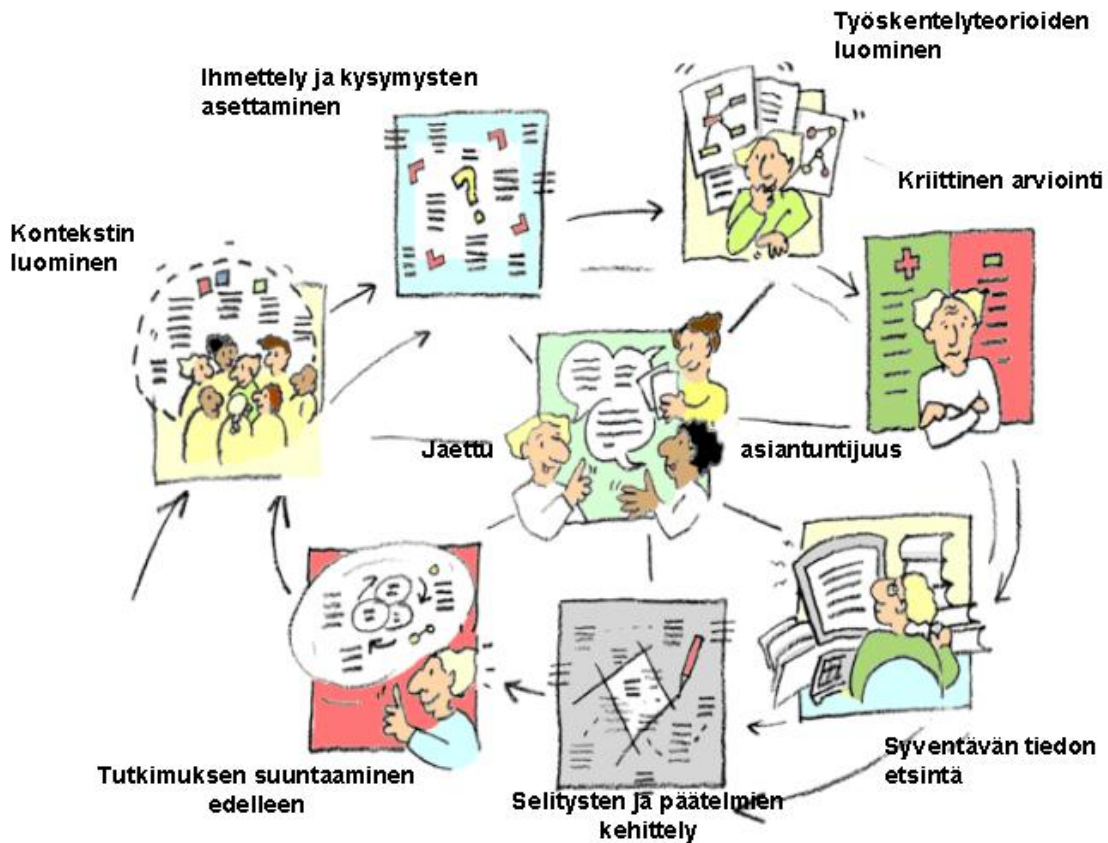 Työskentelyteorioiden
luominen
Ihmettely ja kysymysten
asettaminen
Kriittinen arviointi
Kontekstin
luominen
Jaettu
asiantuntijuus
Syventävän tiedon
etsintä
Tutkimuksen suuntaaminen
edelleen
Selitysten ja päätelmien
kehittely